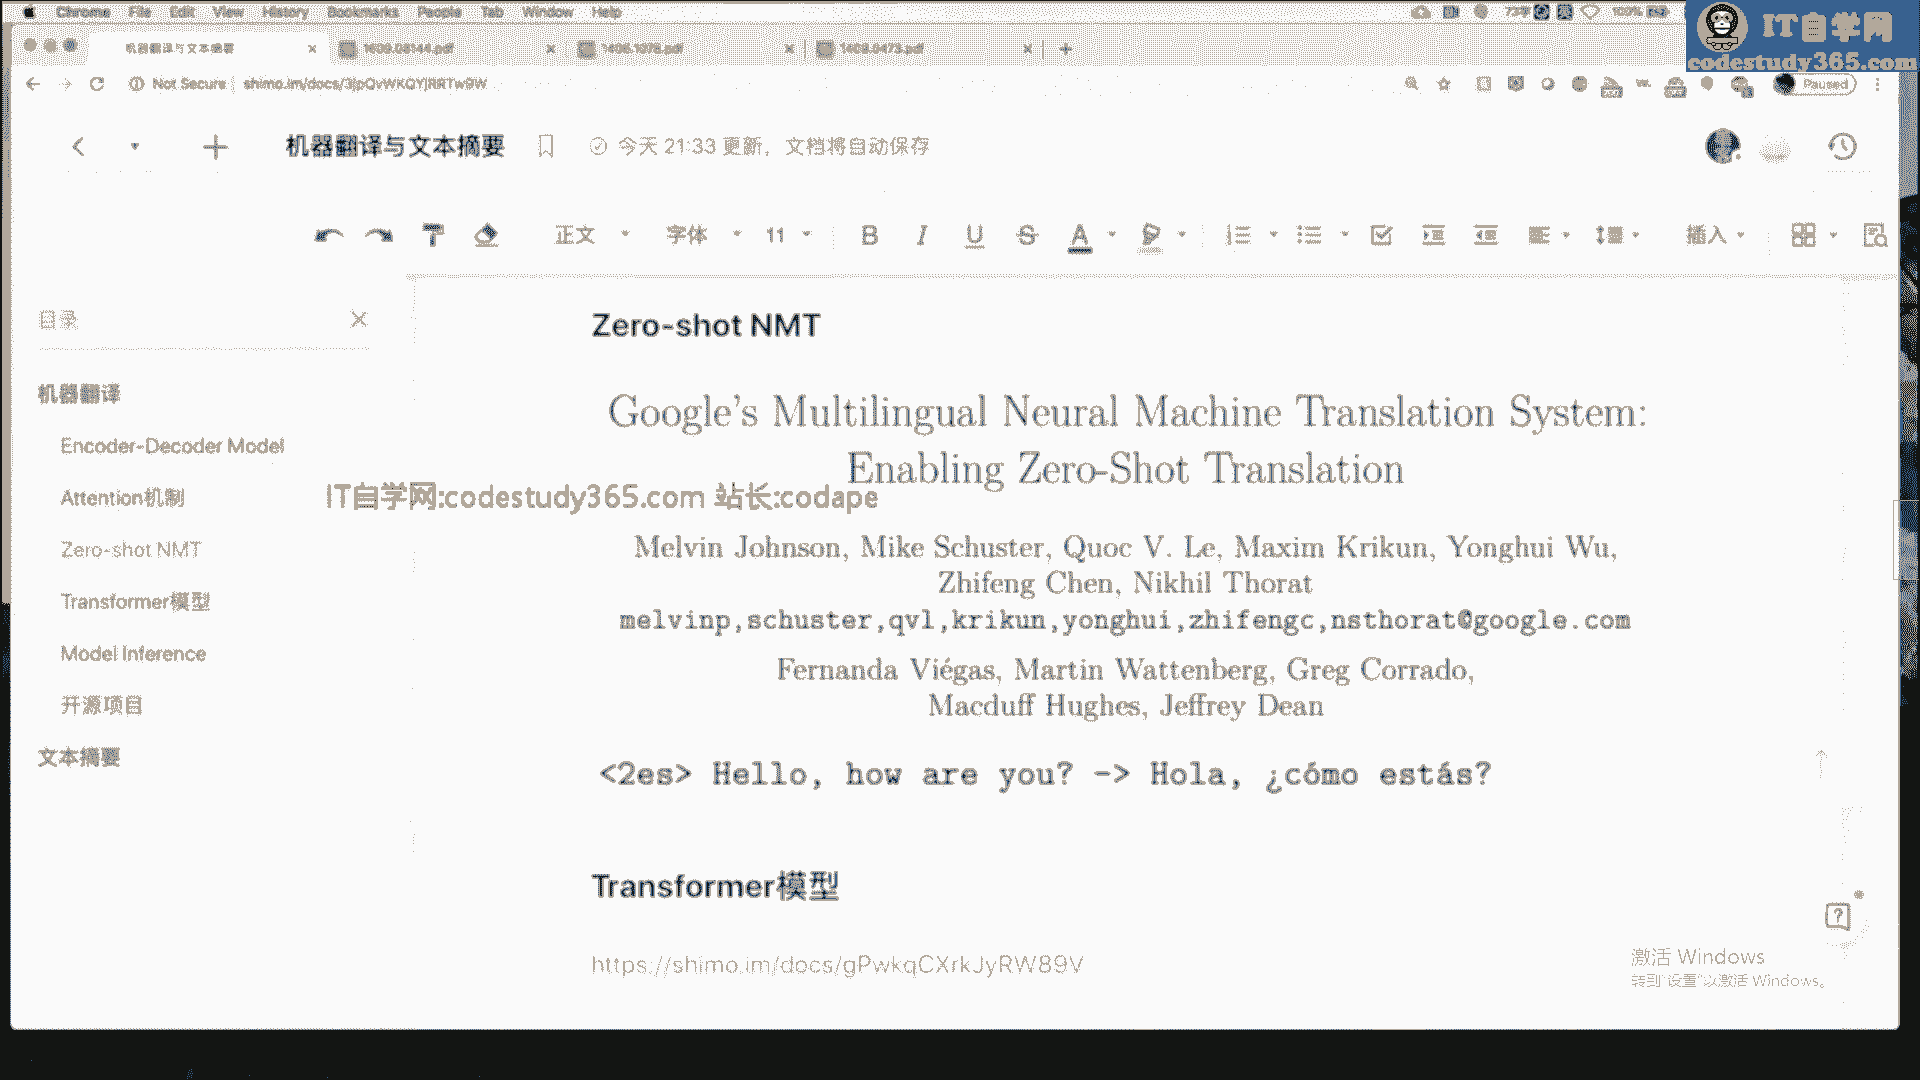 Chrome File Edit View History Bookmarks People Tab Window Help
100%
IT自学网
codestudy365.com
机器翻译与文本摘要
1609.08144.pdf
1406.1078.pdf
1409.0473.pdf
Not Secure
shimo.im/docs/
Paused
机器翻译与文本摘要
今天 21:33 更新，文档将自动保存
正文
字体
11
B I U S A
插入
目录
Zero-shot NMT
机器翻译
Google's Multilingual Neural Machine Translation System:
Encoder-Decoder Model
Enabling Zero-Shot Translation
Attention机制
IT自学网:codestudy365.com 站长:codape
Zero-shot NMT
Melvin Johnson, Mike Schuster, Quoc V. Le, Maxim Krikun, Yonghui Wu,
Zhifeng Chen, Nikhil Thorat
Transformer模型
melvinp,schuster,qvl,krikun,yonghui,zhifengc,nsthorat@google.com
Model Inference
Fernanda Viégas, Martin Wattenberg, Greg Corrado,
开源项目
Macduff Hughes, Jeffrey Dean
文本摘要
<2es> Hello, how are you? -> Hola, ¿cómo estás?
Transformer模型
https://shimo.im/docs/gPwkqCXrkJyRW89V
激活 Windows
转到"设置"以激活 Windows。